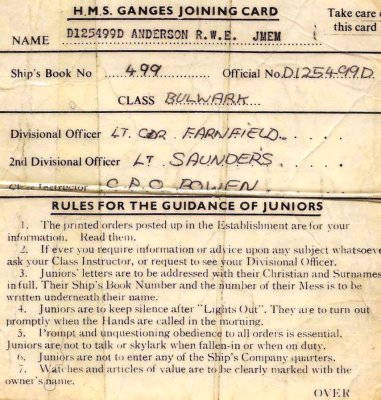 H.M.S. GANGES JOINING CARD
Take care o
this card
NAME D125499D ANDERSON R.W.E. JMEM
Ship's Book No 499 Official No. D125499D.
CLASS BULWARK
Divisional Officer LT CDR FARNFIELD
2nd Divisional Officer LT SAUNDERS
Class Instructor C.P.O BOWEN
RULES FOR THE GUIDANCE OF JUNIORS
1. The printed orders posted up in the Establishment are for your
information. Read them.
2. If ever you require information or advice upon any subject whatsoeve
ask your Class Instructor, or request to see your Divisional Officer.
3. Juniors' letters are to be addressed with their Christian and Surnames
in full. Their Ship's Book Number and the number of their Mess is to be
written underneath their name.
4. Juniors are to keep silence after "Lights Out". They are to turn out
promptly when the Hands are called in the morning.
5. Prompt and unquestioning obedience to all orders is essential.
Juniors are not to talk or skylark when fallen-in or when on duty.
6. Juniors are not to enter any of the Ship's Company quarters.
7. Watches and articles of value are to be clearly marked with the
owner's name.
OVER